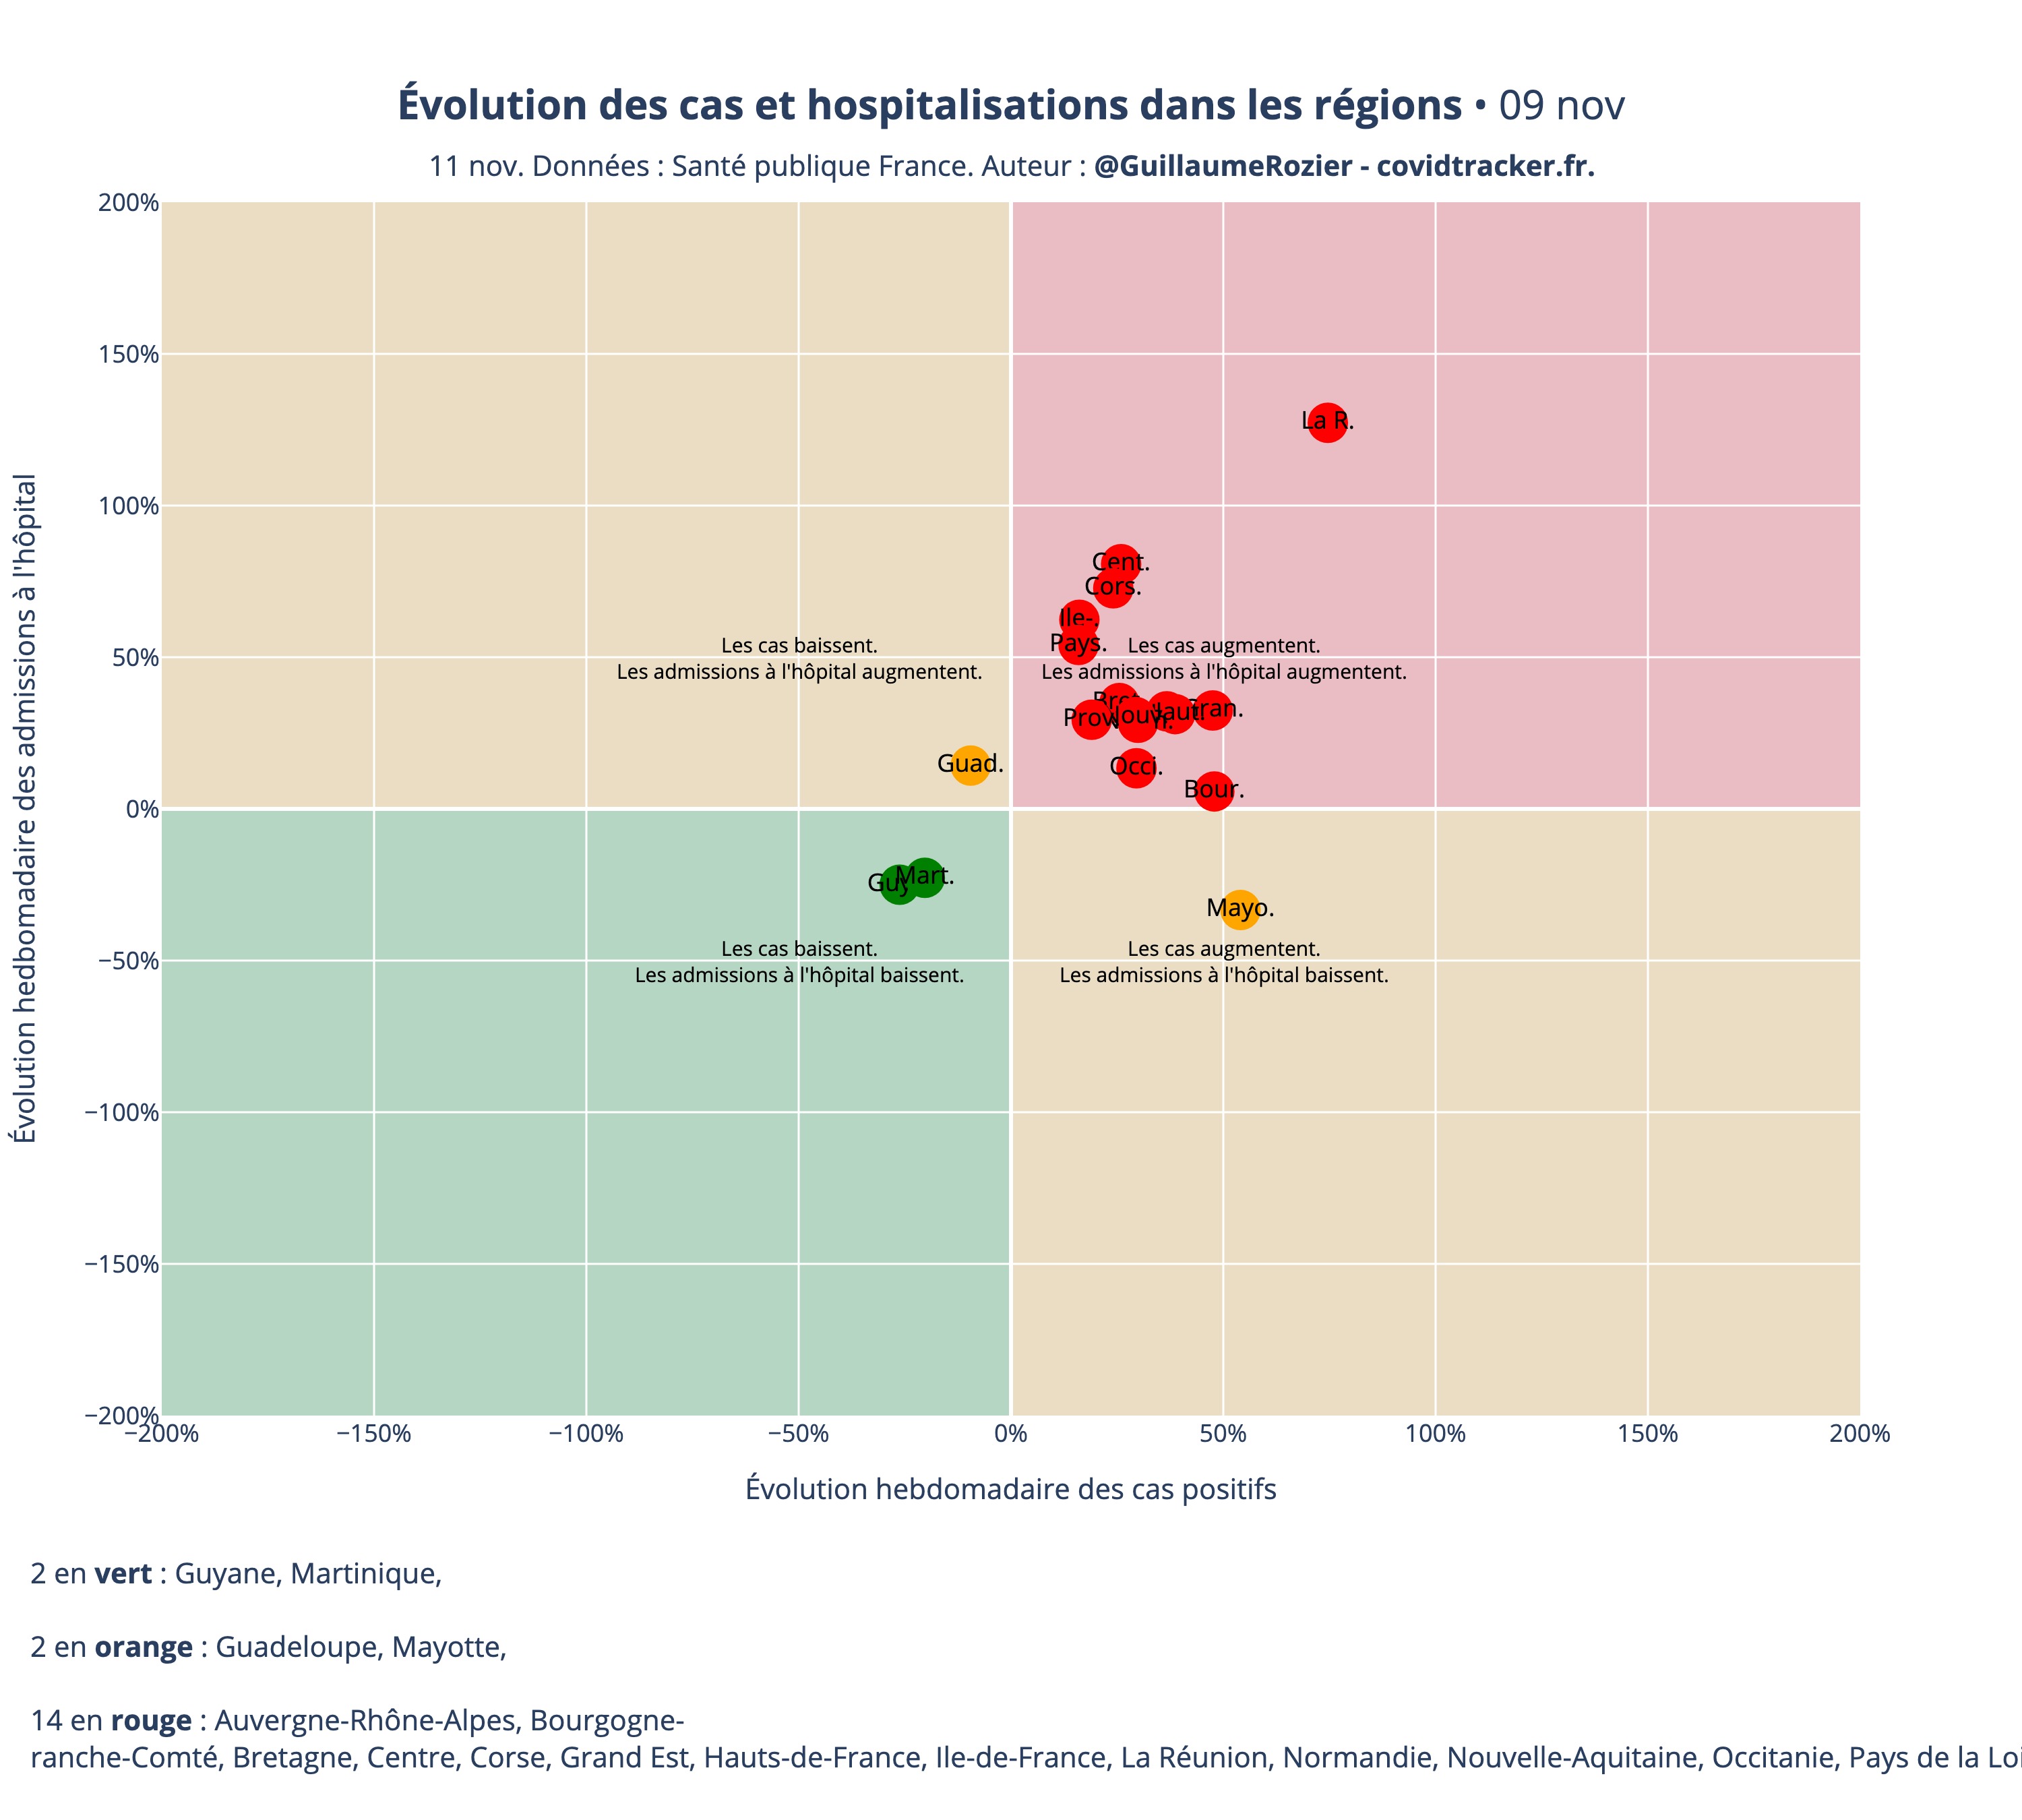 Évolution des cas et hospitalisations dans les régions • 09 nov
11 nov. Données : Santé publique France. Auteur : @GuillaumeRozier - covidtracker.fr.
Évolution hedbomadaire des admissions à l'hôpital
200%
150%
100%
50%
0%
−50%
−100%
−150%
−200%
La R.
Cent.
Cors.
Ile-.
Pays.
Les cas baissent.
Les admissions à l'hôpital augmentent.
Les cas augmentent.
Les admissions à l'hôpital augmentent.
Guad.
Occi.
Bour.
Mart.
Mayo.
Les cas baissent.
Les admissions à l'hôpital baissent.
Les cas augmentent.
Les admissions à l'hôpital baissent.
−200%
−150%
−100%
−50%
0%
50%
100%
150%
200%
Évolution hebdomadaire des cas positifs
2 en vert : Guyane, Martinique,
2 en orange : Guadeloupe, Mayotte,
14 en rouge : Auvergne-Rhône-Alpes, Bourgogne-
ranche-Comté, Bretagne, Centre, Corse, Grand Est, Hauts-de-France, Ile-de-France, La Réunion, Normandie, Nouvelle-Aquitaine, Occitanie, Pays de la Loi